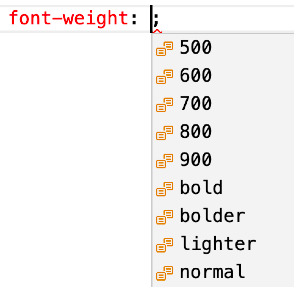 font-weight: ;
500
600
700
800
900
bold
bolder
lighter
normal